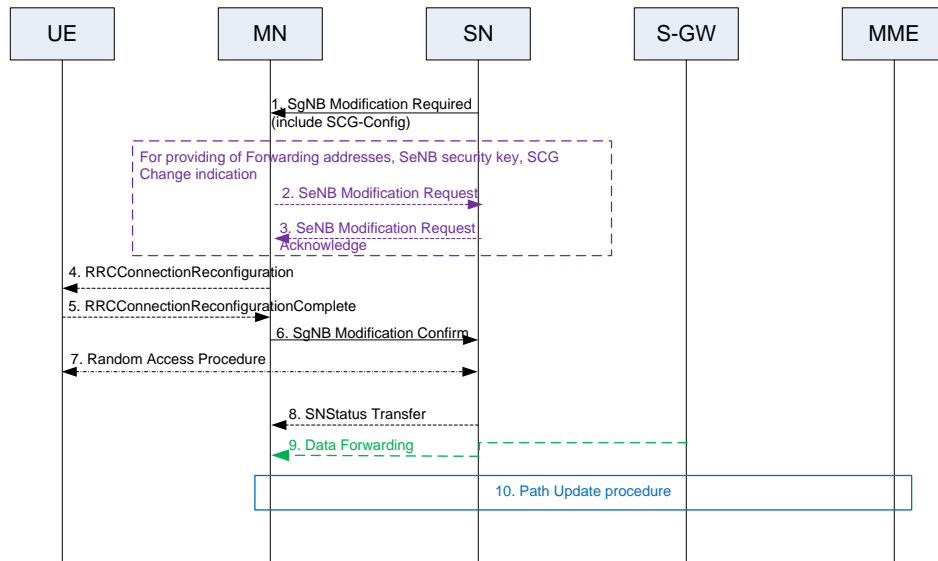 UE
MN
SN
S-GW
MME
1. SgNB Modification Required
(include SCG-Config)
For providing of Forwarding addresses, SeNB security key, SCG
Change indication
2. SeNB Modification Request
3. SeNB Modification Request
Acknowledge
4. RRCConnectionReconfiguration
5. RRCConnectionReconfigurationComplete
6. SgNB Modification Confirm
7. Random Access Procedure
8. SNStatus Transfer
9. Data Forwarding
10. Path Update procedure